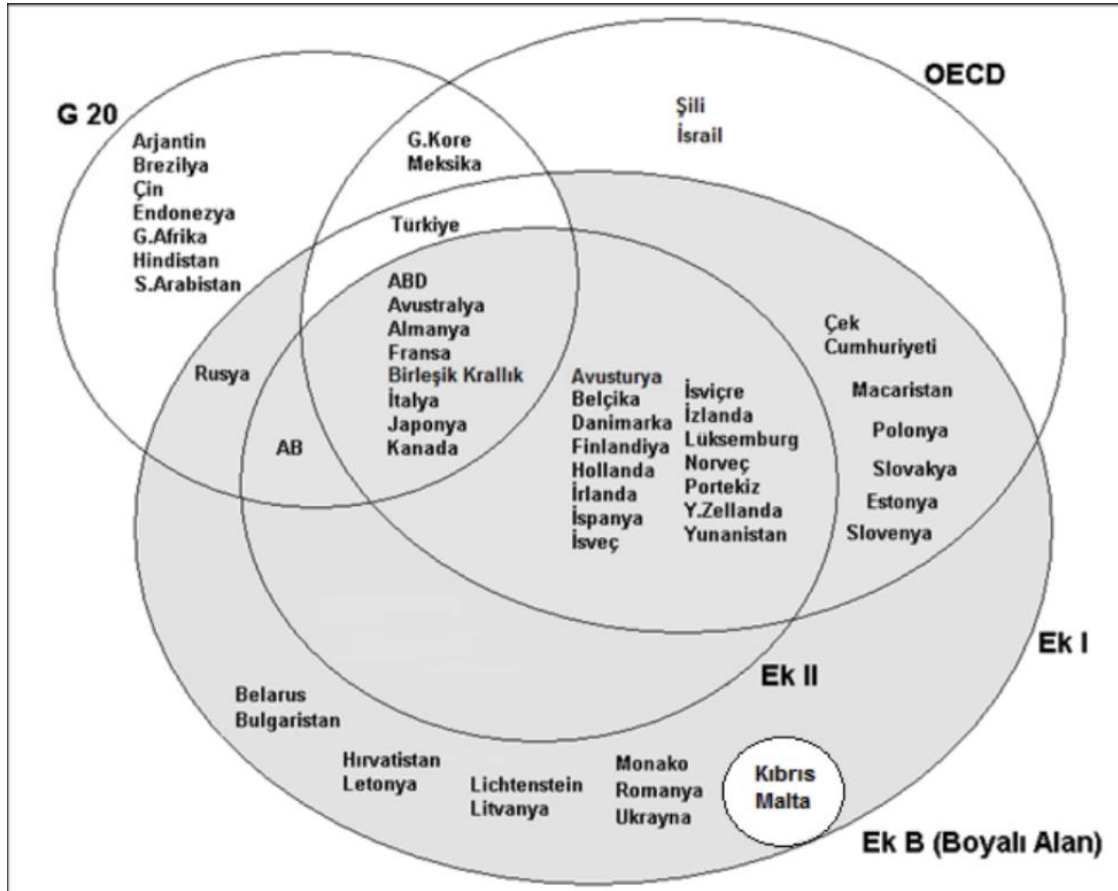 G 20
Arjantin
Brezilya
Çin
Endonezya
G.Afrika
Hindistan
S.Arabistan
G.Kore
Meksika
OECD
Şili
İsrail
Türkiye
ABD
Avustralya
Almanya
Fransa
Birleşik Krallık
İtalya
Japonya
Kanada
Rusya
AB
Avusturya
Belçika
Danimarka
Finlandiya
Hollanda
İrlanda
İspanya
İsveç
İsviçre
İzlanda
Lüksemburg
Norveç
Portekiz
Y.Zellanda
Yunanistan
Çek
Cumhuriyeti
Macaristan
Polonya
Slovakya
Estonya
Slovenya
Ek I
Ek II
Belarus
Bulgaristan
Hırvatistan
Letonya
Lichtenstein
Litvanya
Monako
Romanya
Ukrayna
Kıbrıs
Malta
Ek B (Boyalı Alan)